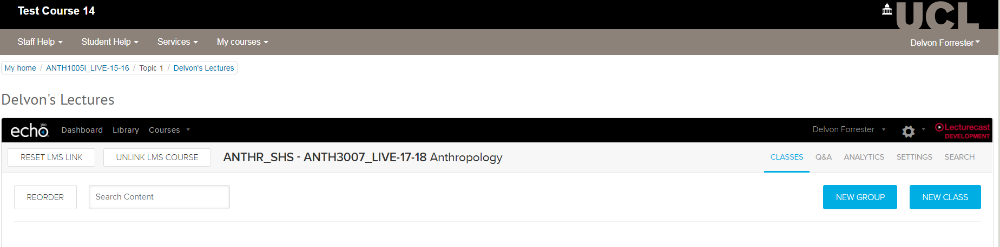 Test Course 14
UCL
Staff Help Student Help Services My courses Delvon Forrester
My home / ANTH1005I_LIVE-15-16 / Topic 1 / Delvon's Lectures
Delvon's Lectures
echo 360 Dashboard Library Courses Delvon Forrester Lecturecast
DEVELOPMENT
RESET LMS LINK UNLINK LMS COURSE ANTHR_SHS - ANTH3007_LIVE-17-18 Anthropology CLASSES Q&A ANALYTICS SETTINGS SEARCH
REORDER Search Content NEW GROUP NEW CLASS